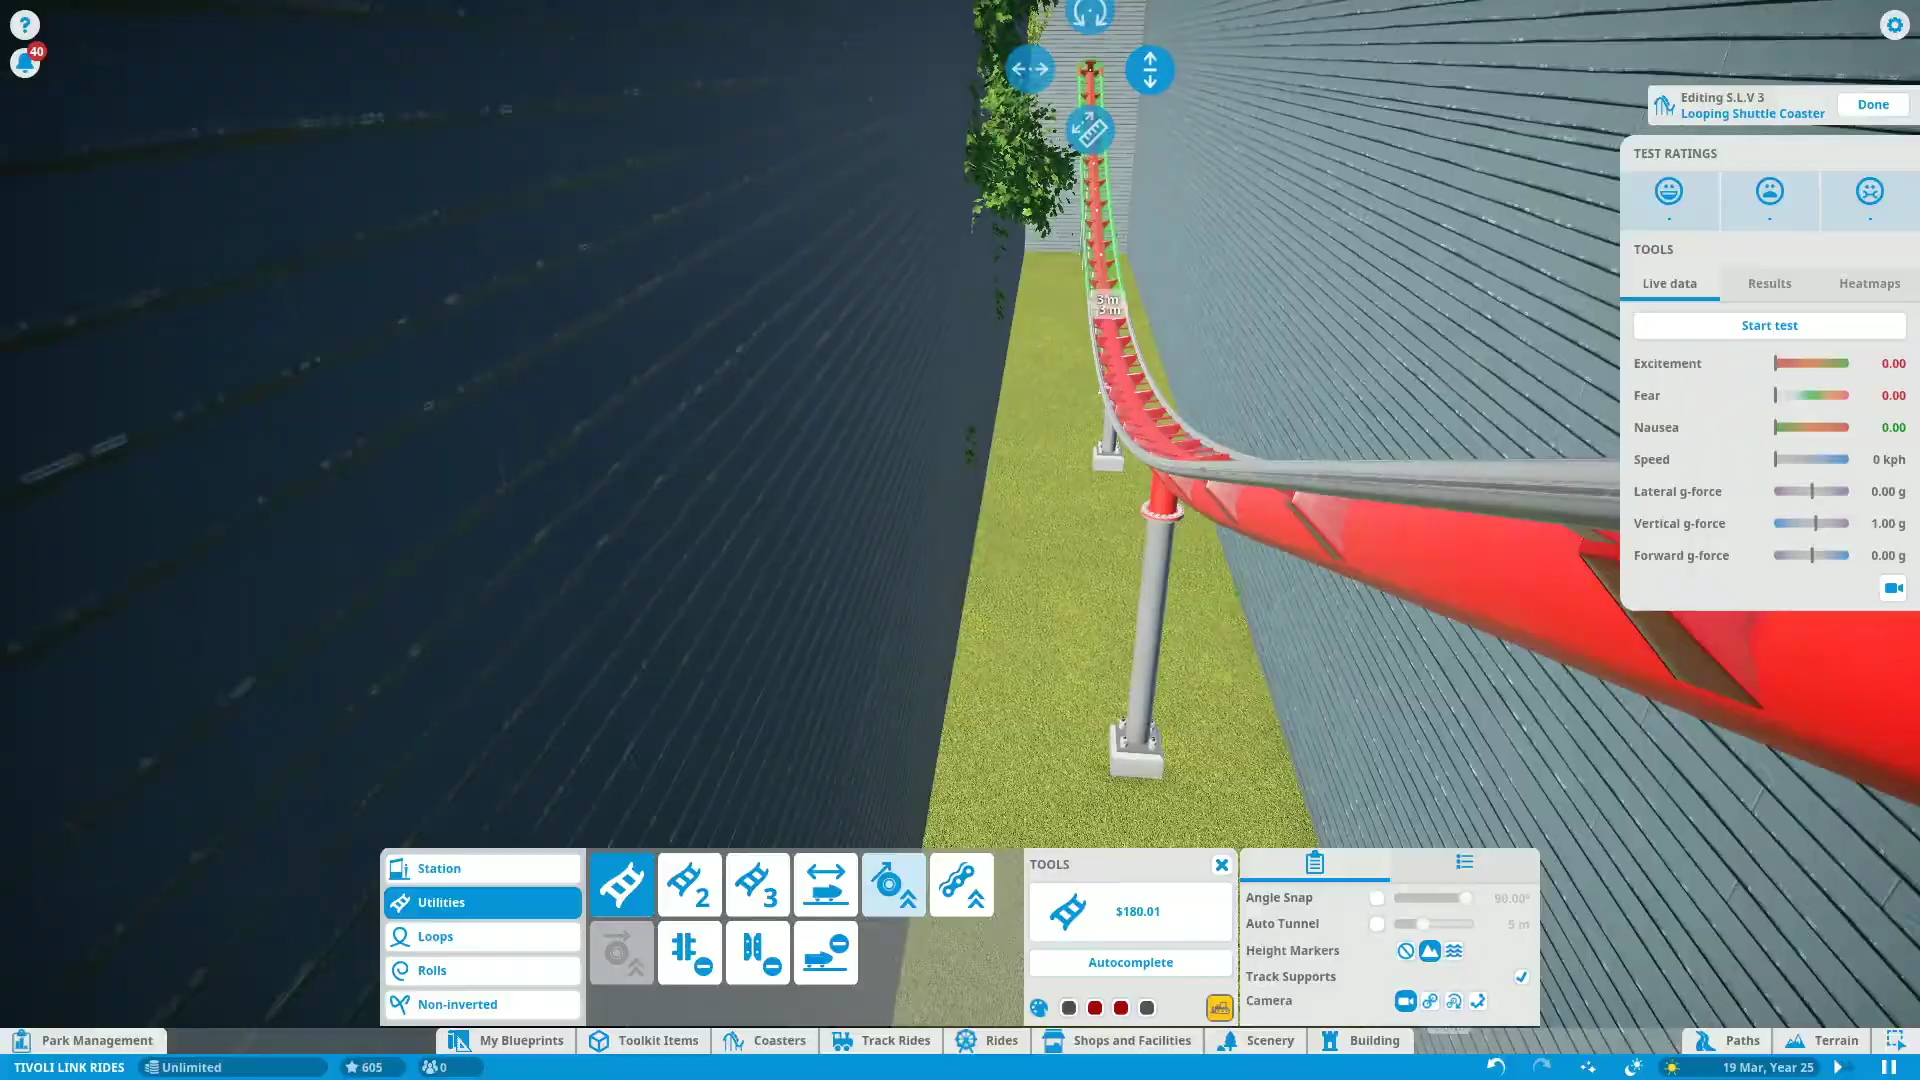 ?
40
Editing S.L.V 3
Looping Shuttle Coaster
Done
TEST RATINGS
-
-
-
TOOLS
Live data
Results
Heatmaps
Start test
Excitement
0.00
Fear
0.00
Nausea
0.00
Speed
0 kph
Lateral g-force
0.00 g
Vertical g-force
1.00 g
Forward g-force
0.00 g
3 m
3 m
Station
Utilities
Loops
Rolls
Non-inverted
2
3
TOOLS
$180.01
Autocomplete
Angle Snap
90.00°
Auto Tunnel
5 m
Height Markers
Track Supports
Camera
Park Management
My Blueprints
Toolkit Items
Coasters
Track Rides
Rides
Shops and Facilities
Scenery
Building
Paths
Terrain
TIVOLI LINK RIDES
Unlimited
605
0
19 Mar, Year 25